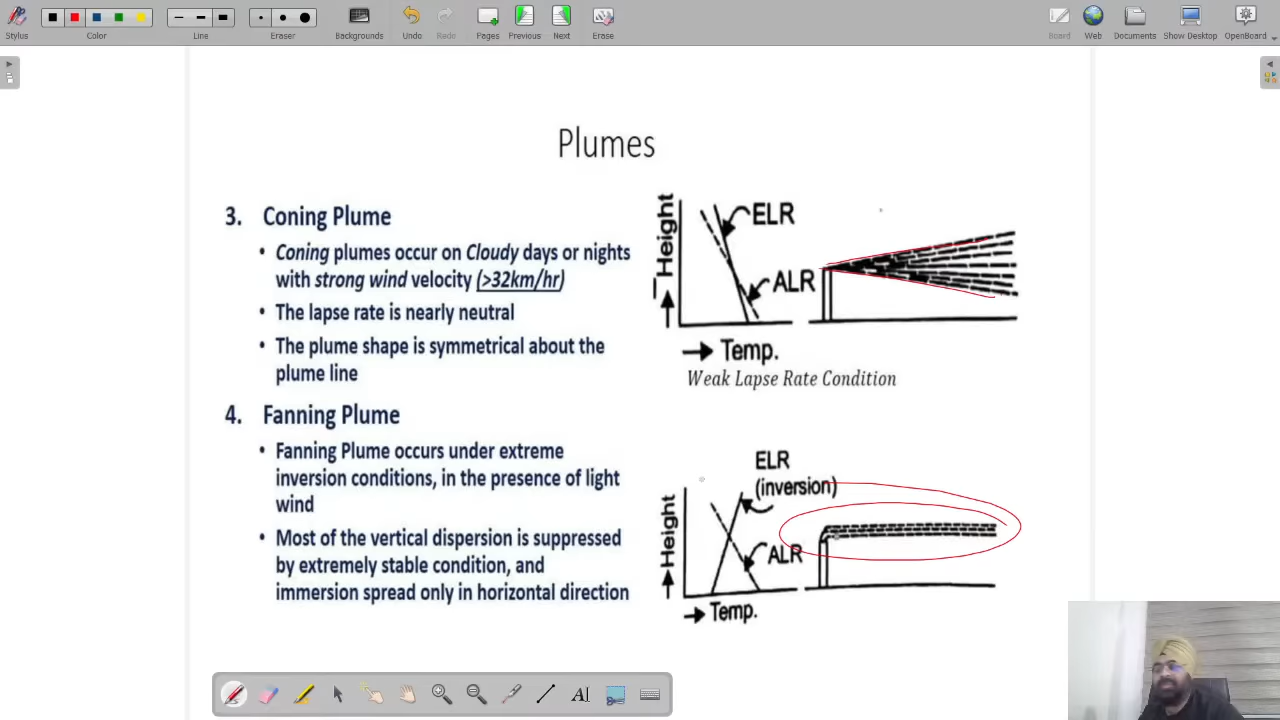 Stylus
Color
Line
Eraser
Backgrounds
Undo
Redo
Pages
Previous
Next
Erase
Board
Web
Documents
Show Desktop
OpenBoard
Plumes
3. Coning Plume
• Coning plumes occur on Cloudy days or nights
with strong wind velocity (>32km/hr)
• The lapse rate is nearly neutral
• The plume shape is symmetrical about the
plume line
Height
ELR
ALR
Temp.
Weak Lapse Rate Condition
4. Fanning Plume
• Fanning Plume occurs under extreme
inversion conditions, in the presence of light
wind
• Most of the vertical dispersion is suppressed
by extremely stable condition, and
immersion spread only in horizontal direction
Height
ELR
(inversion)
ALR
Temp.
AI